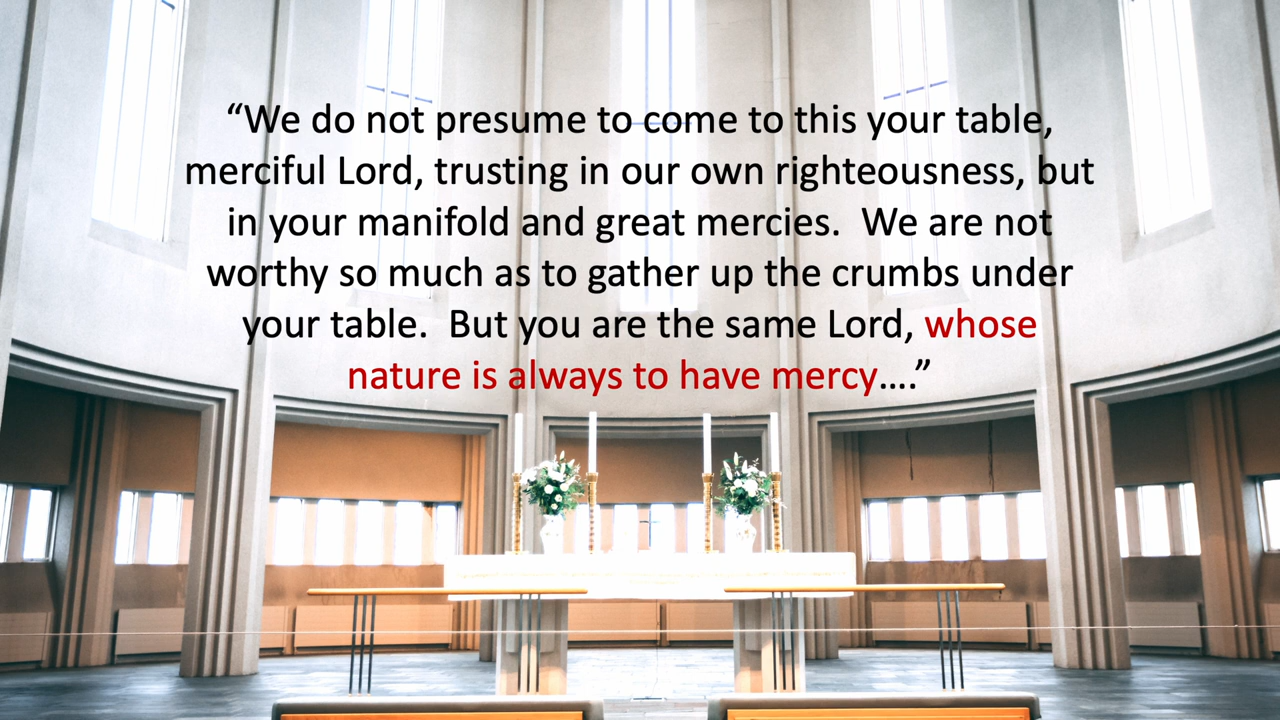 “We do not presume to come to this your table,
merciful Lord, trusting in our own righteousness, but
in your manifold and great mercies.  We are not
worthy so much as to gather up the crumbs under
your table.  But you are the same Lord, whose
nature is always to have mercy….”